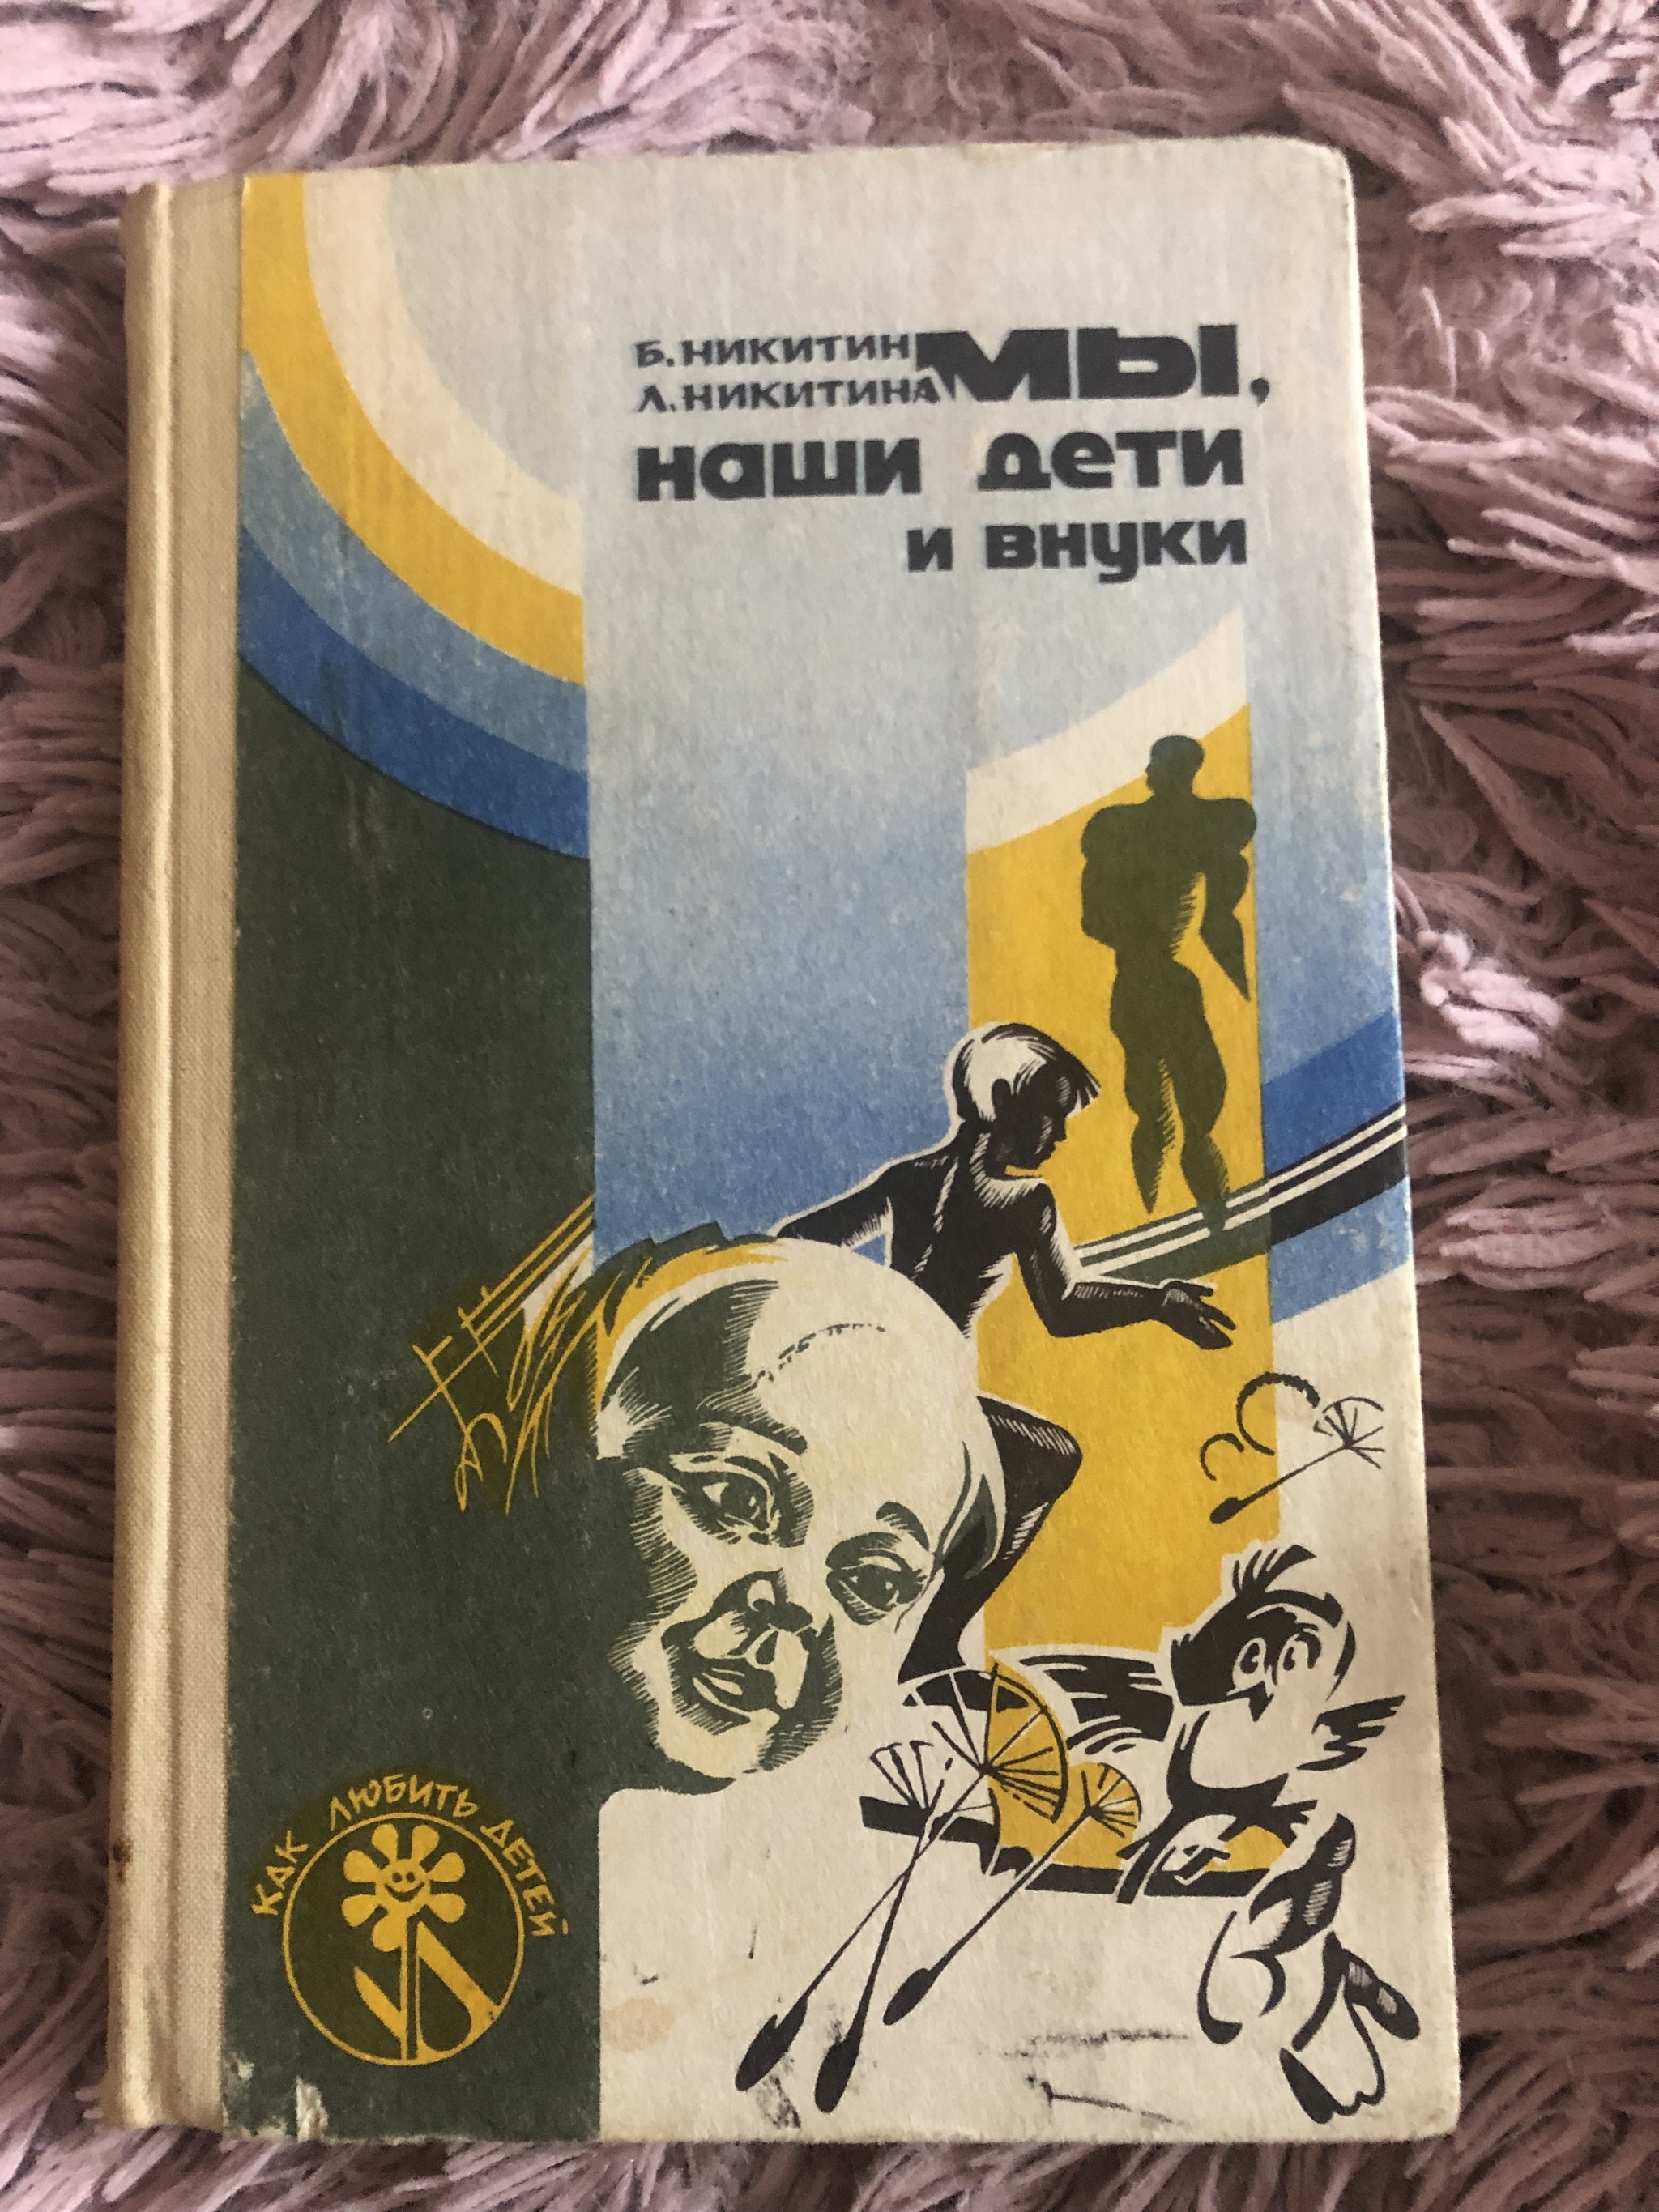 Б. НИКИТИН
Л. НИКИТИНА
МЫ,
наши дети
и внуки
КАК ЛЮБИТЬ ДЕТЕЙ